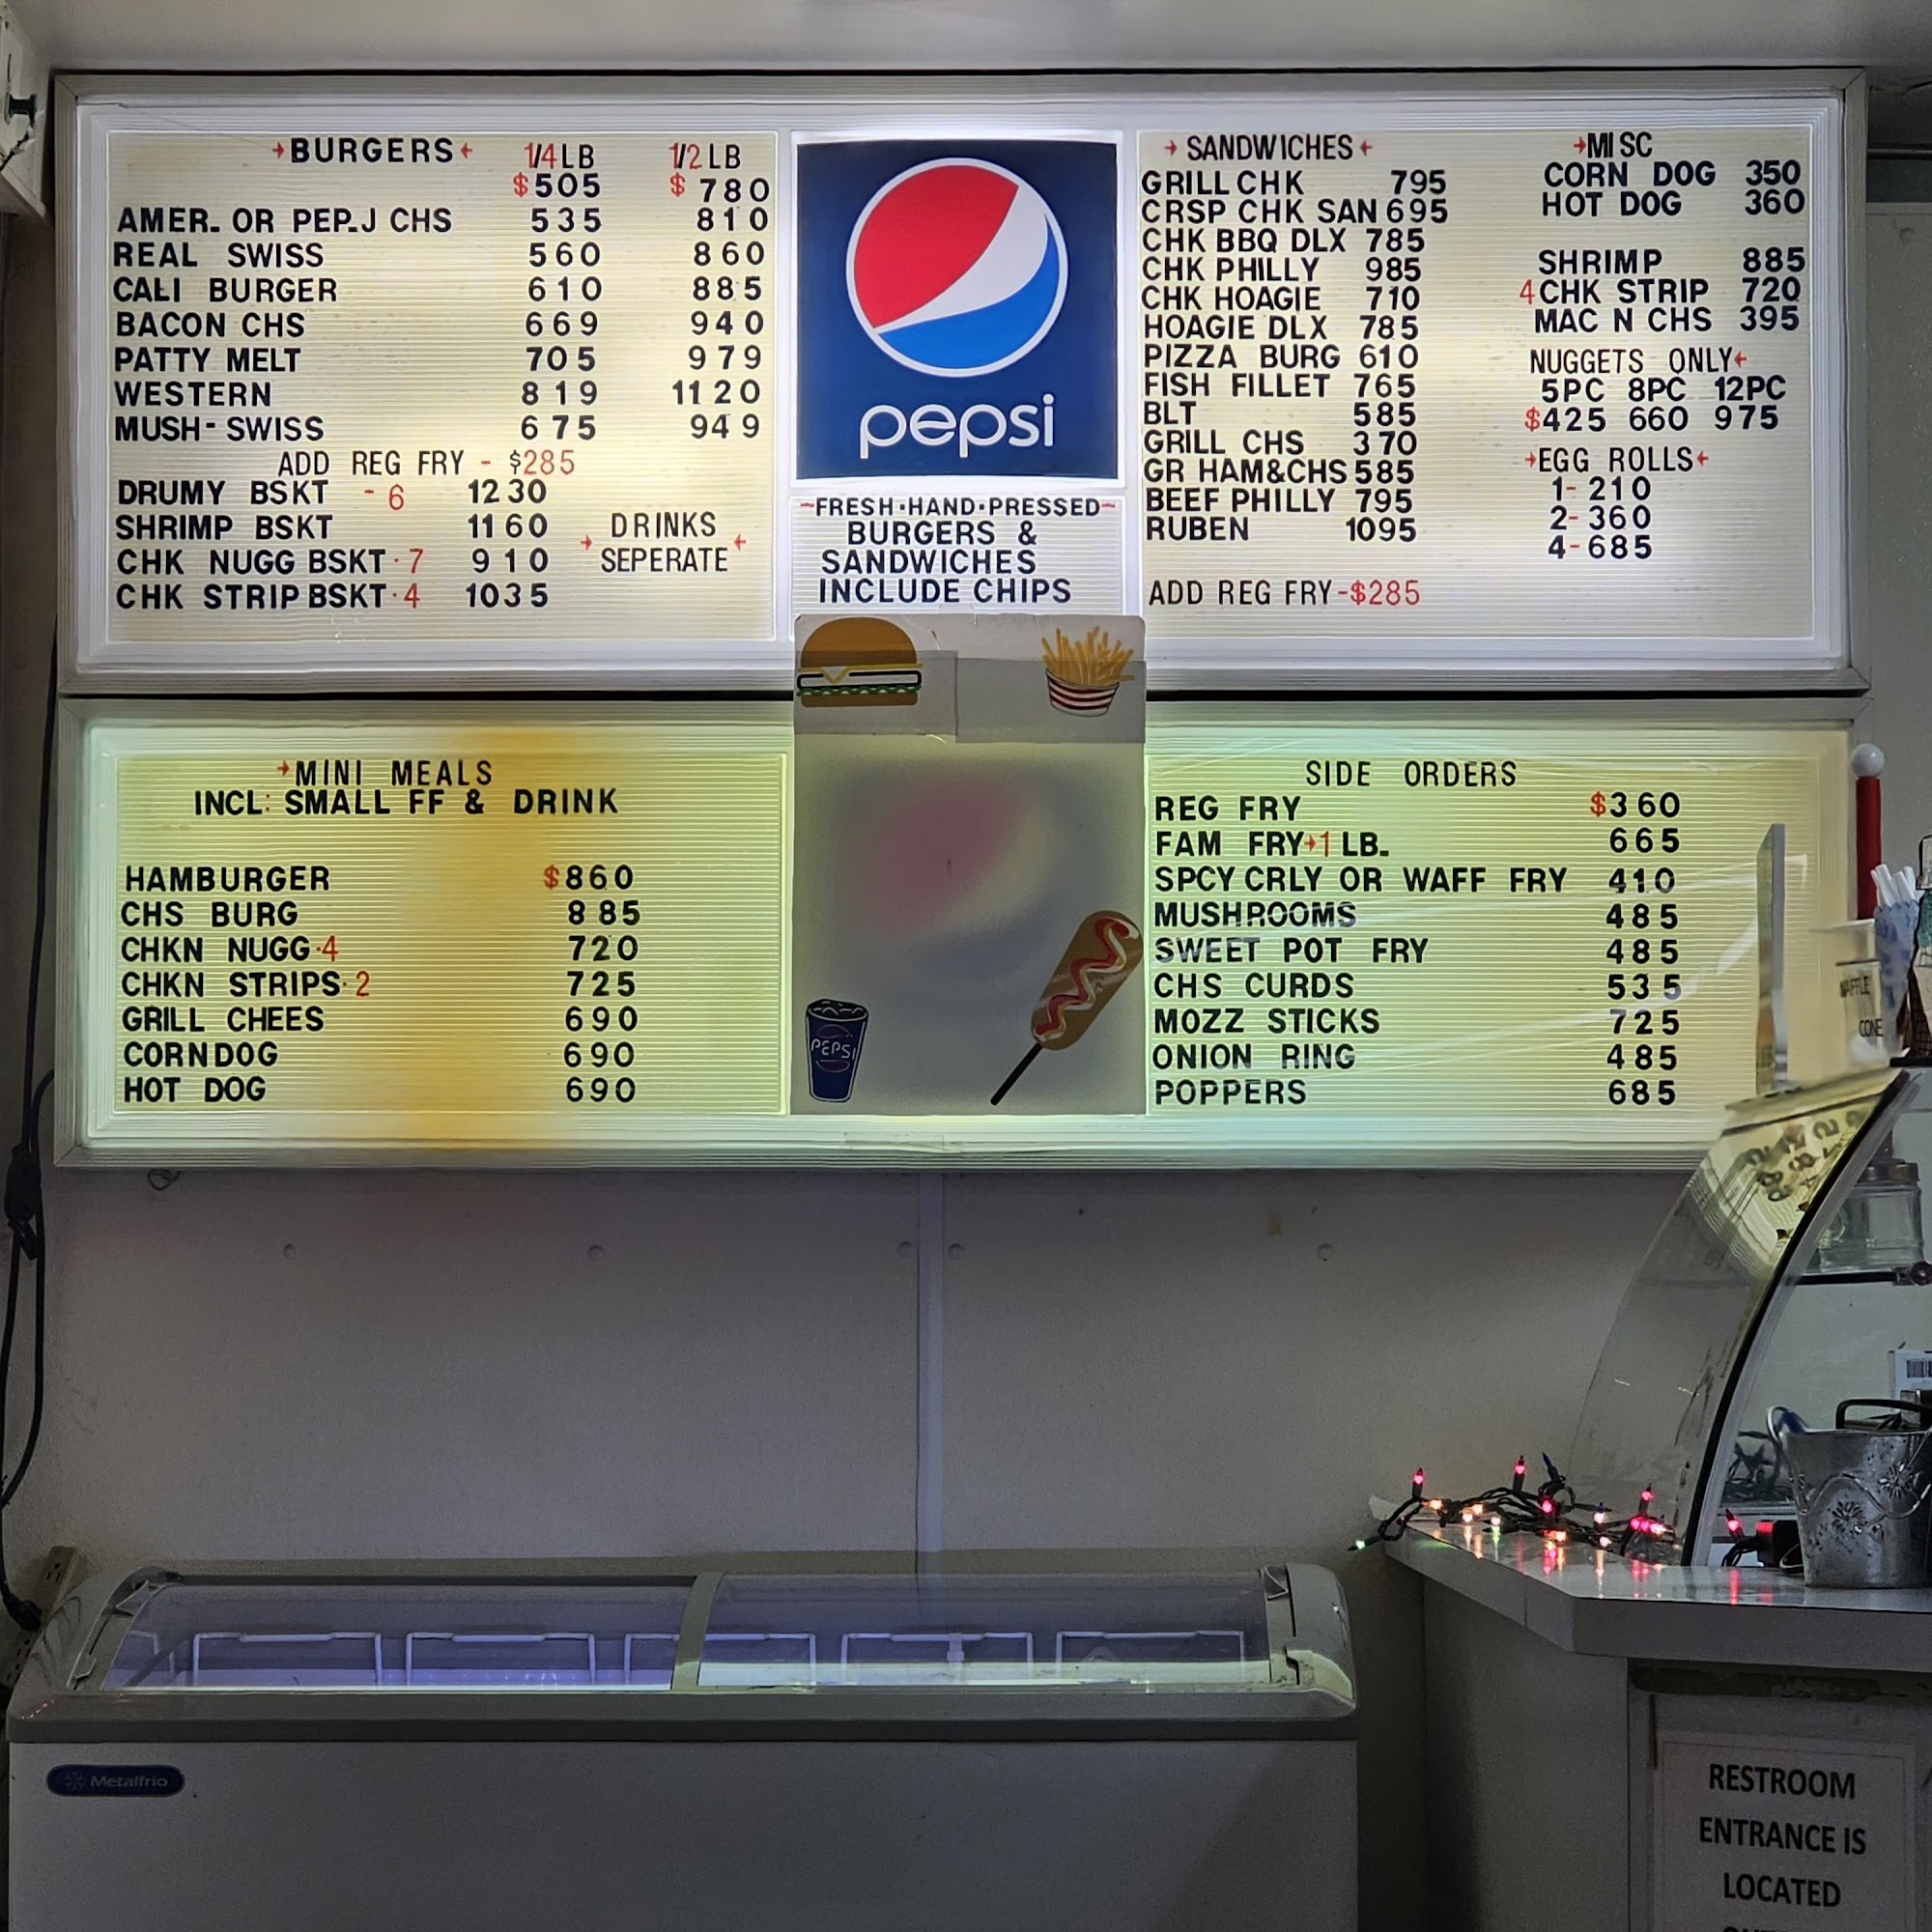 →BURGERS← 1/4 LB 1/2 LB
$505 $780
AMER. OR PEP.J CHS 535 810
REAL SWISS 560 860
CALI BURGER 610 885
BACON CHS 669 940
PATTY MELT 705 979
WESTERN 819 1120
MUSH-SWISS 675 949
ADD REG FRY - $285
DRUMY BSKT - 6 1230
SHRIMP BSKT 1160
CHK NUGG BSKT·7 910
CHK STRIP BSKT·4 1035
→DRINKS←
SEPERATE
pepsi
-FRESH·HAND·PRESSED-
BURGERS &
SANDWICHES
INCLUDE CHIPS
→SANDWICHES←
GRILL CHK 795
CRSP CHK SAN 695
CHK BBQ DLX 785
CHK PHILLY 985
CHK HOAGIE 710
HOAGIE DLX 785
PIZZA BURG 610
FISH FILLET 765
BLT 585
GRILL CHS 370
GR HAM&CHS 585
BEEF PHILLY 795
RUBEN 1095
ADD REG FRY-$285
→MISC
CORN DOG 350
HOT DOG 360
SHRIMP 885
4 CHK STRIP 720
MAC N CHS 395
NUGGETS ONLY←
5PC 8PC 12PC
$425 660 975
→EGG ROLLS←
1-210
2-360
4-685
→MINI MEALS
INCL: SMALL FF & DRINK
HAMBURGER $860
CHS BURG 885
CHKN NUGG·4 720
CHKN STRIPS·2 725
GRILL CHEES 690
CORNDOG 690
HOT DOG 690
PEPSI
SIDE ORDERS
REG FRY $360
FAM FRY→1 LB. 665
SPCY CRLY OR WAFF FRY 410
MUSHROOMS 485
SWEET POT FRY 485
CHS CURDS 535
MOZZ STICKS 725
ONION RING 485
POPPERS 685
WAFFLE
CONE
Metalfrio
RESTROOM
ENTRANCE IS
LOCATED